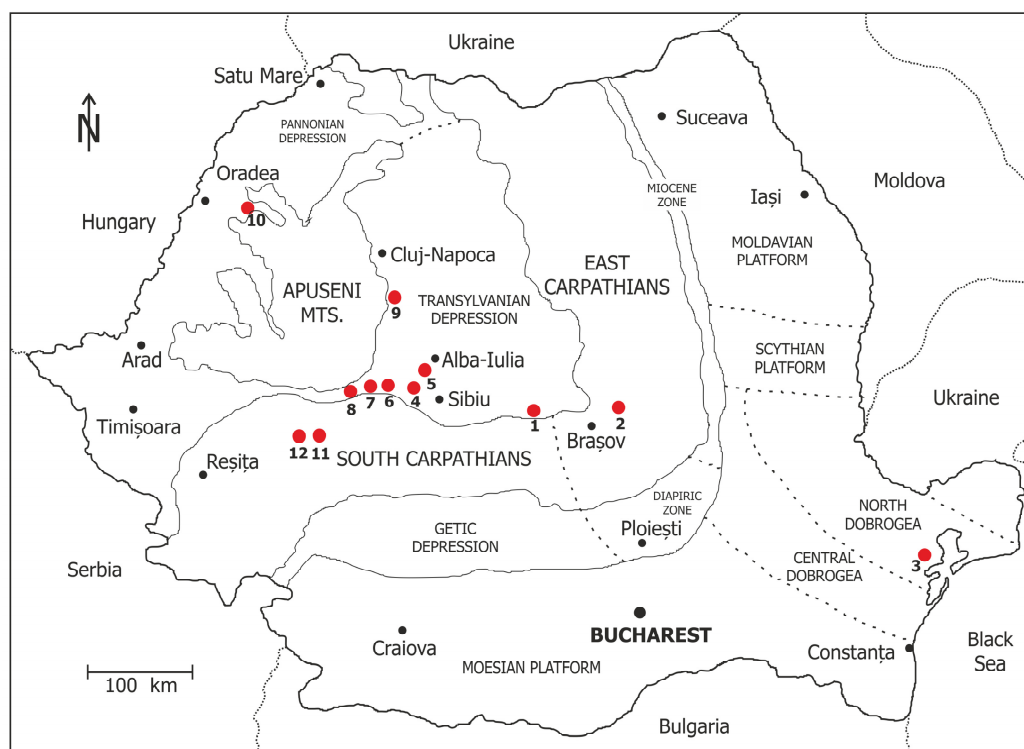 Ukraine
Satu Mare
N
PANNONIAN
DEPRESSION
Suceava
Oradea
Moldova
MIOCENE
ZONE
Iași
Hungary
10
MOLDAVIAN
PLATFORM
Cluj-Napoca
EAST
CARPATHIANS
APUSENI
MTS.
TRANSYLVANIAN
DEPRESSION
9
Arad
Alba-Iulia
SCYTHIAN
PLATFORM
5
8
7
6
4
Sibiu
1
2
Ukraine
Timișoara
Brașov
12
11
SOUTH CARPATHIANS
Reșița
DIAPIRIC
ZONE
NORTH
DOBROGEA
GETIC
DEPRESSION
Ploiești
3
Serbia
CENTRAL
DOBROGEA
BUCHAREST
Craiova
Constanța
Black
Sea
MOESIAN PLATFORM
100 km
Bulgaria